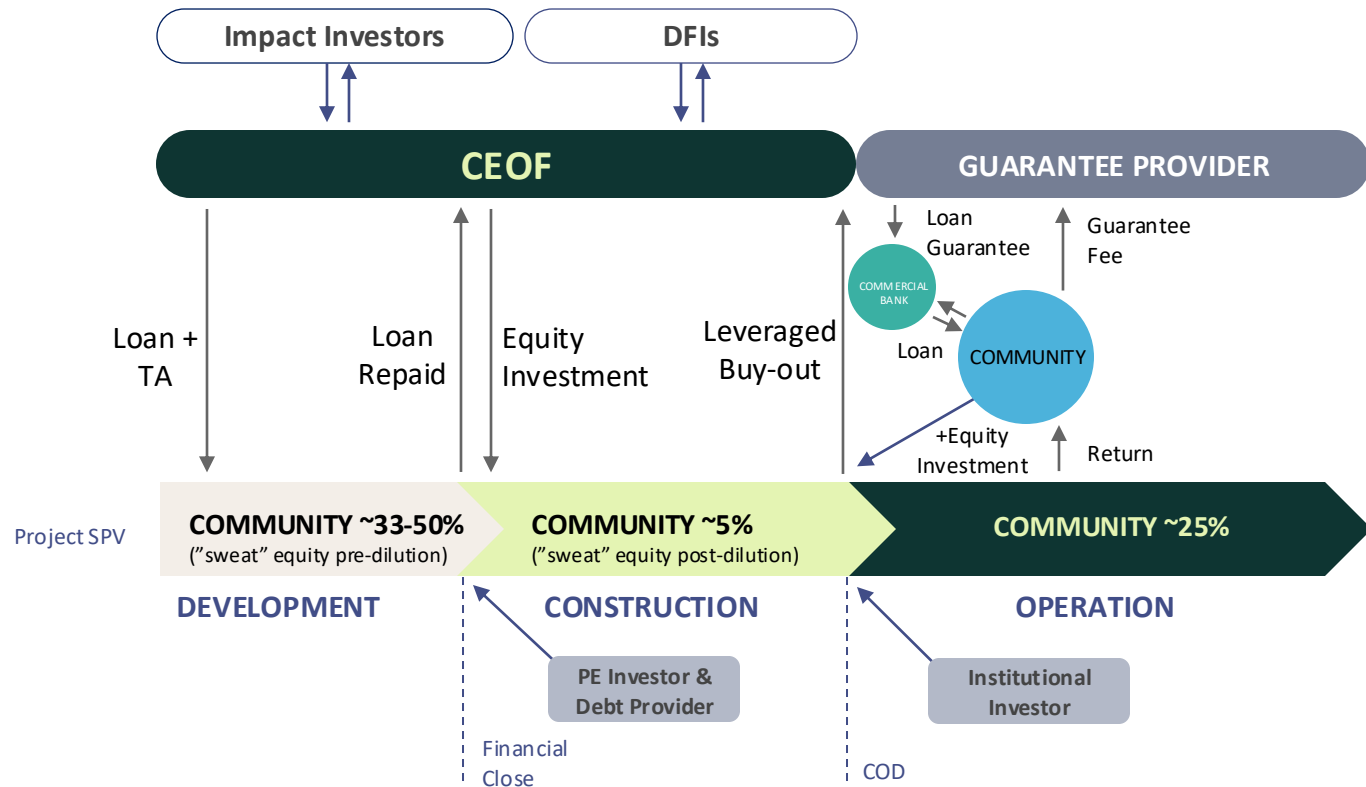 Impact Investors
DFIs
CEOF
GUARANTEE PROVIDER
Loan +
TA
Loan
Repaid
Equity
Investment
Leveraged
Buy-out
Loan
Guarantee
Guarantee
Fee
COMMERCIAL
BANK
Loan
COMMUNITY
+Equity
Investment
Return
Project SPV
COMMUNITY ~33-50%
(”sweat” equity pre-dilution)
COMMUNITY ~5%
(”sweat” equity post-dilution)
COMMUNITY ~25%
DEVELOPMENT
CONSTRUCTION
OPERATION
PE Investor &
Debt Provider
Institutional
Investor
Financial
Close
COD